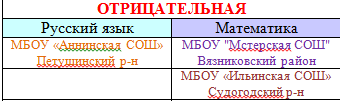 ОТРИЦАТЕЛЬНАЯ
Русский язык
Математика
МБОУ «Аннинская СОШ»
Петушинский р-н
МБОУ "Мстерская СОШ"
Вязниковский район
МБОУ «Ильинская СОШ»
Судогодский р-н